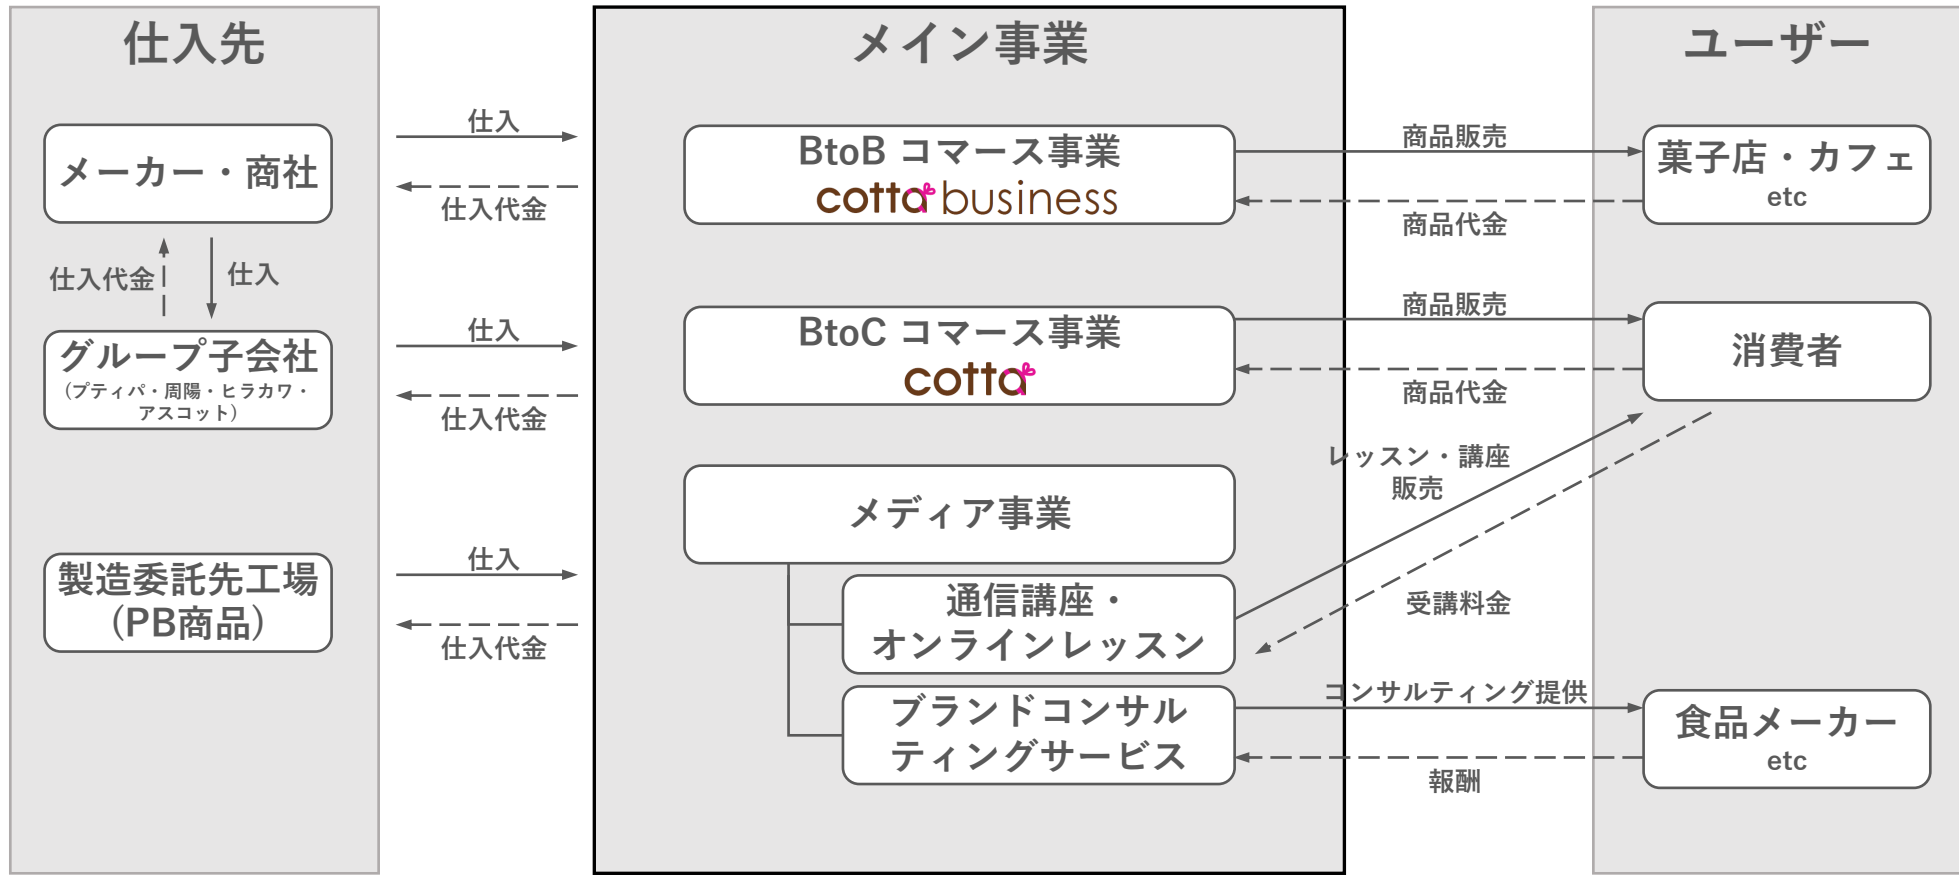 仕入先
メーカー・商社
仕入代金
仕入
グループ子会社
(プティパ・周陽・ヒラカワ・
アスコット)
製造委託先工場
(PB商品)
仕入
仕入代金
仕入
仕入代金
仕入
仕入代金
メイン事業
BtoB コマース事業
cotta business
BtoC コマース事業
cotta
メディア事業
通信講座・
オンラインレッスン
ブランドコンサル
ティングサービス
商品販売
商品代金
商品販売
商品代金
レッスン・講座
販売
受講料金
コンサルティング提供
報酬
ユーザー
菓子店・カフェ
etc
消費者
食品メーカー
etc